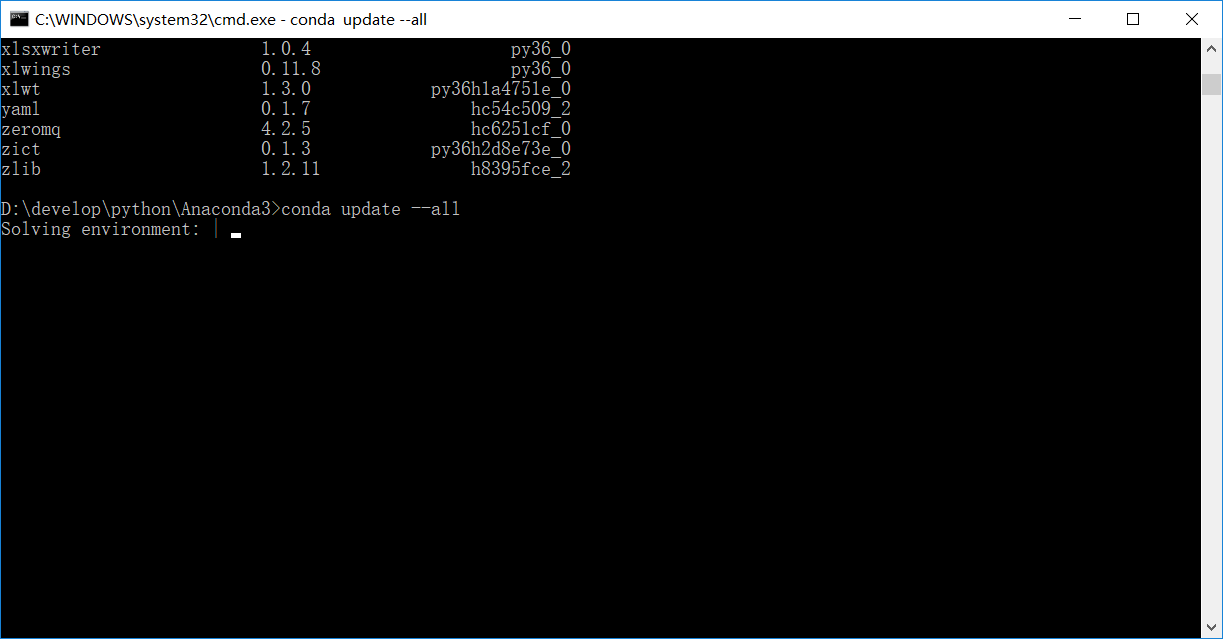 C:\WINDOWS\system32\cmd.exe - conda  update --all
xlsxwriter                1.0.4                    py36_0
xlwings                   0.11.8                   py36_0
xlwt                      1.3.0            py36h1a4751e_0
yaml                      0.1.7                hc54c509_2
zeromq                    4.2.5                hc6251cf_0
zict                      0.1.3            py36h2d8e73e_0
zlib                      1.2.11               h8395fce_2
D:\develop\python\Anaconda3>conda update --all
Solving environment: |